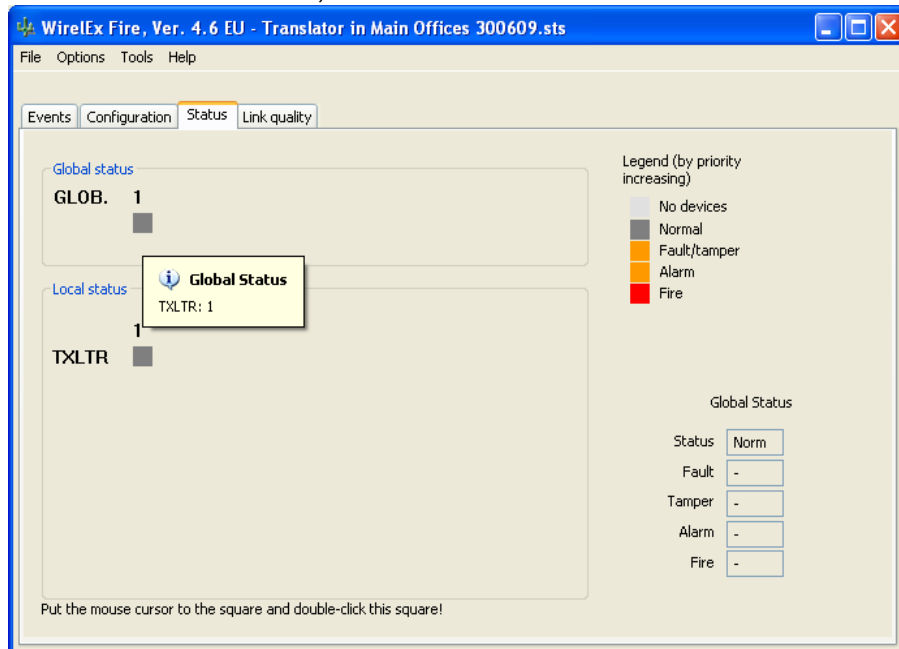 WirelEx Fire, Ver. 4.6 EU - Translator in Main Offices 300609.sts
File Options Tools Help
Events Configuration Status Link quality
Global status
GLOB. 1
Legend (by priority
increasing)
No devices
Normal
Fault/tamper
Alarm
Fire
Global Status
TXLTR: 1
Local status
1
TXLTR
Global Status
Status Norm
Fault -
Tamper -
Alarm -
Fire -
Put the mouse cursor to the square and double-click this square!